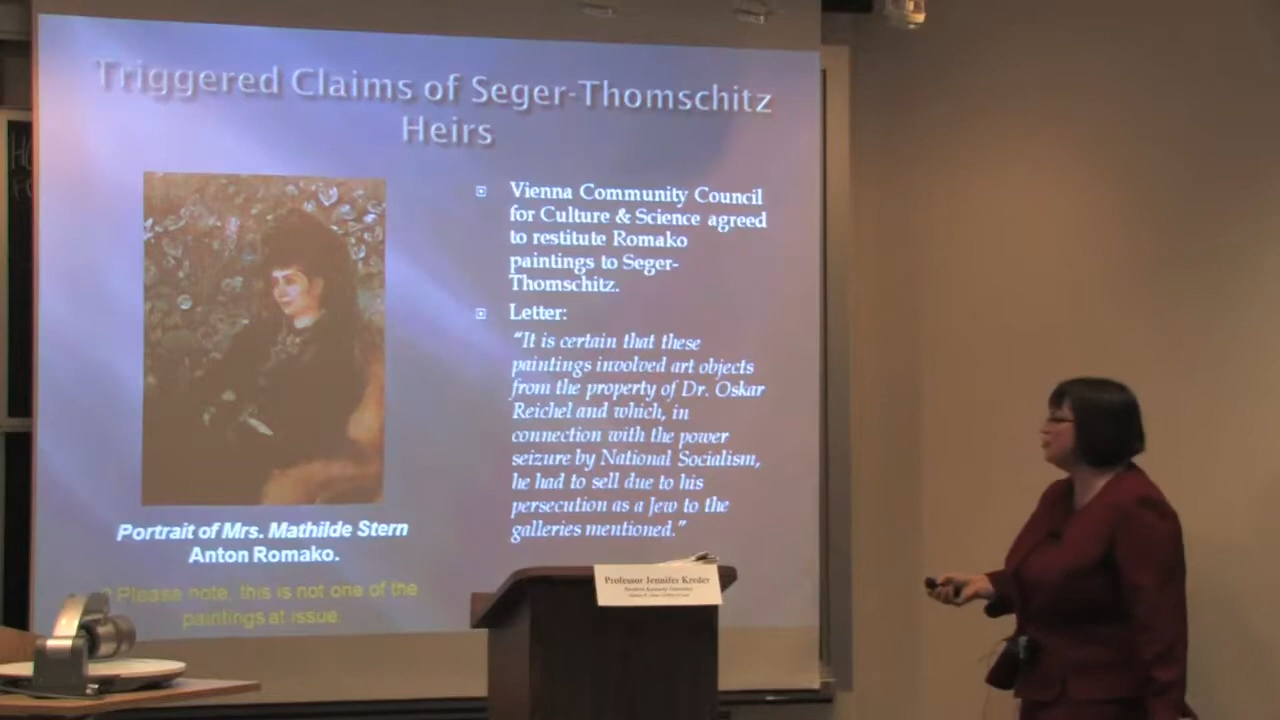 Triggered Claims of Seger-Thomschitz
Heirs
Vienna Community Council
for Culture & Science agreed
to restitute Romako
paintings to Seger-
Thomschitz.
Letter:
"It is certain that these
paintings involved art objects
from the property of Dr. Oskar
Reichel and which, in
connection with the power
seizure by National Socialism,
he had to sell due to his
persecution as a Jew to the
galleries mentioned."
Portrait of Mrs. Mathilde Stern
Anton Romako.
Please note, this is not one of the
paintings at issue.
Professor Jennifer Kreder
Northern Kentucky University